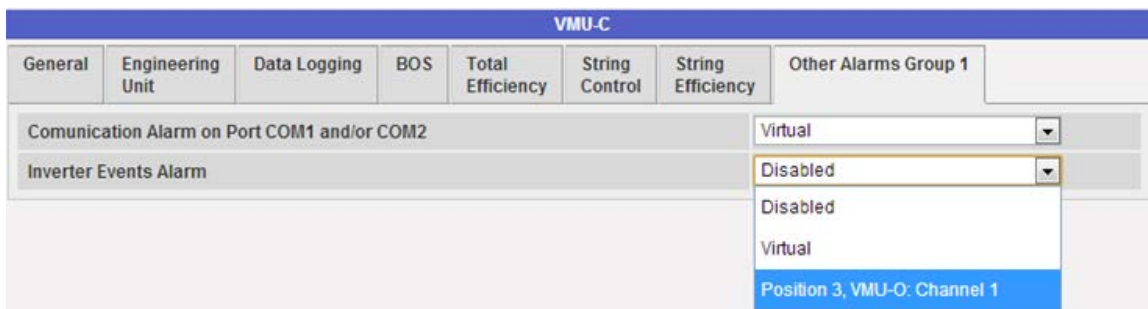 VMU-C
General
Engineering
Unit
Data Logging
BOS
Total
Efficiency
String
Control
String
Efficiency
Other Alarms Group 1
Comunication Alarm on Port COM1 and/or COM2
Virtual
Inverter Events Alarm
Disabled
Disabled
Virtual
Position 3, VMU-O: Channel 1